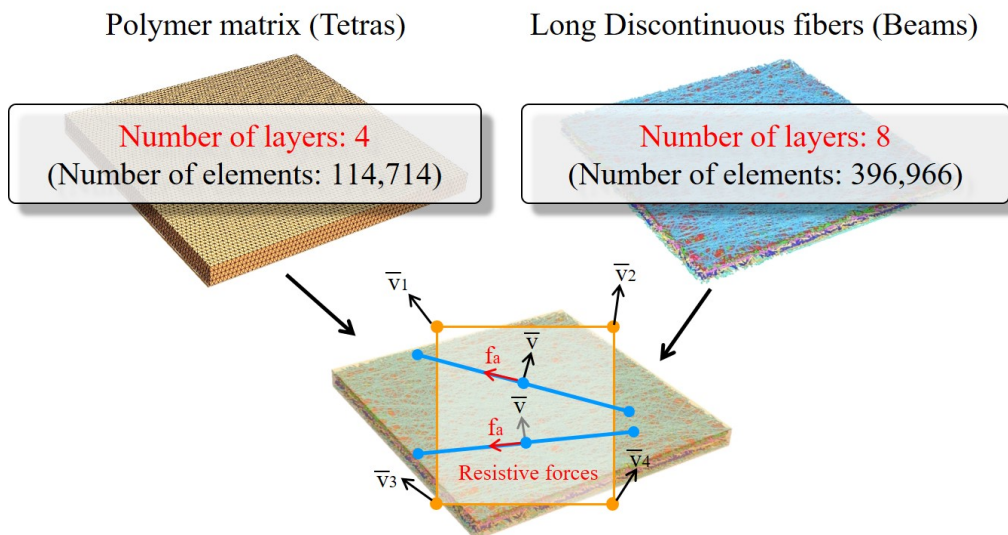 Polymer matrix (Tetras)
Long Discontinuous fibers (Beams)
Number of layers: 4
(Number of elements: 114,714)
Number of layers: 8
(Number of elements: 396,966)
v̅1
v̅2
v̅
fa
v̅
fa
v̅3
Resistive forces
v̅4